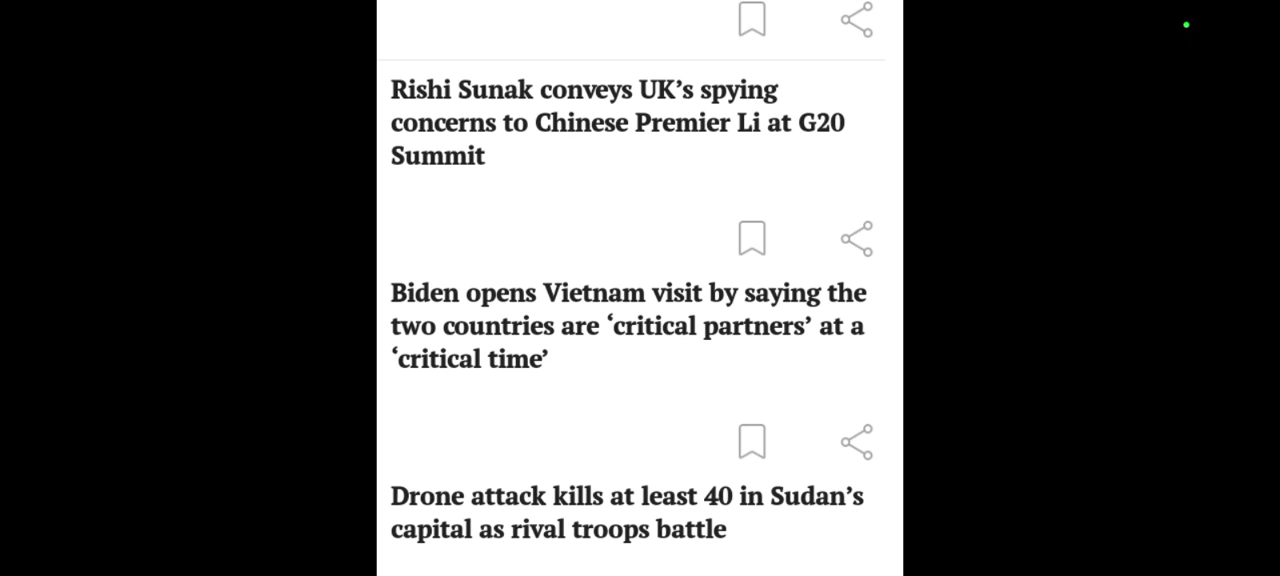 Rishi Sunak conveys UK’s spying
concerns to Chinese Premier Li at G20
Summit
Biden opens Vietnam visit by saying the
two countries are ‘critical partners’ at a
‘critical time’
Drone attack kills at least 40 in Sudan’s
capital as rival troops battle